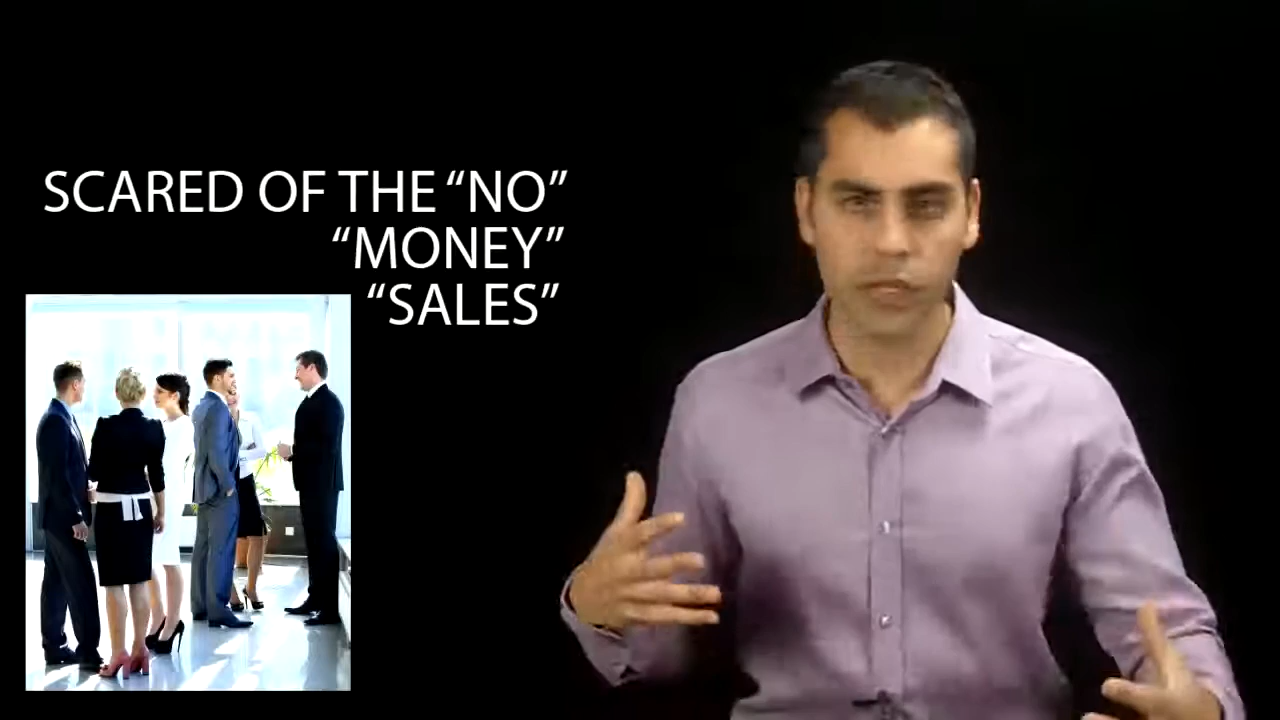 SCARED OF THE “NO”
“MONEY”
“SALES”